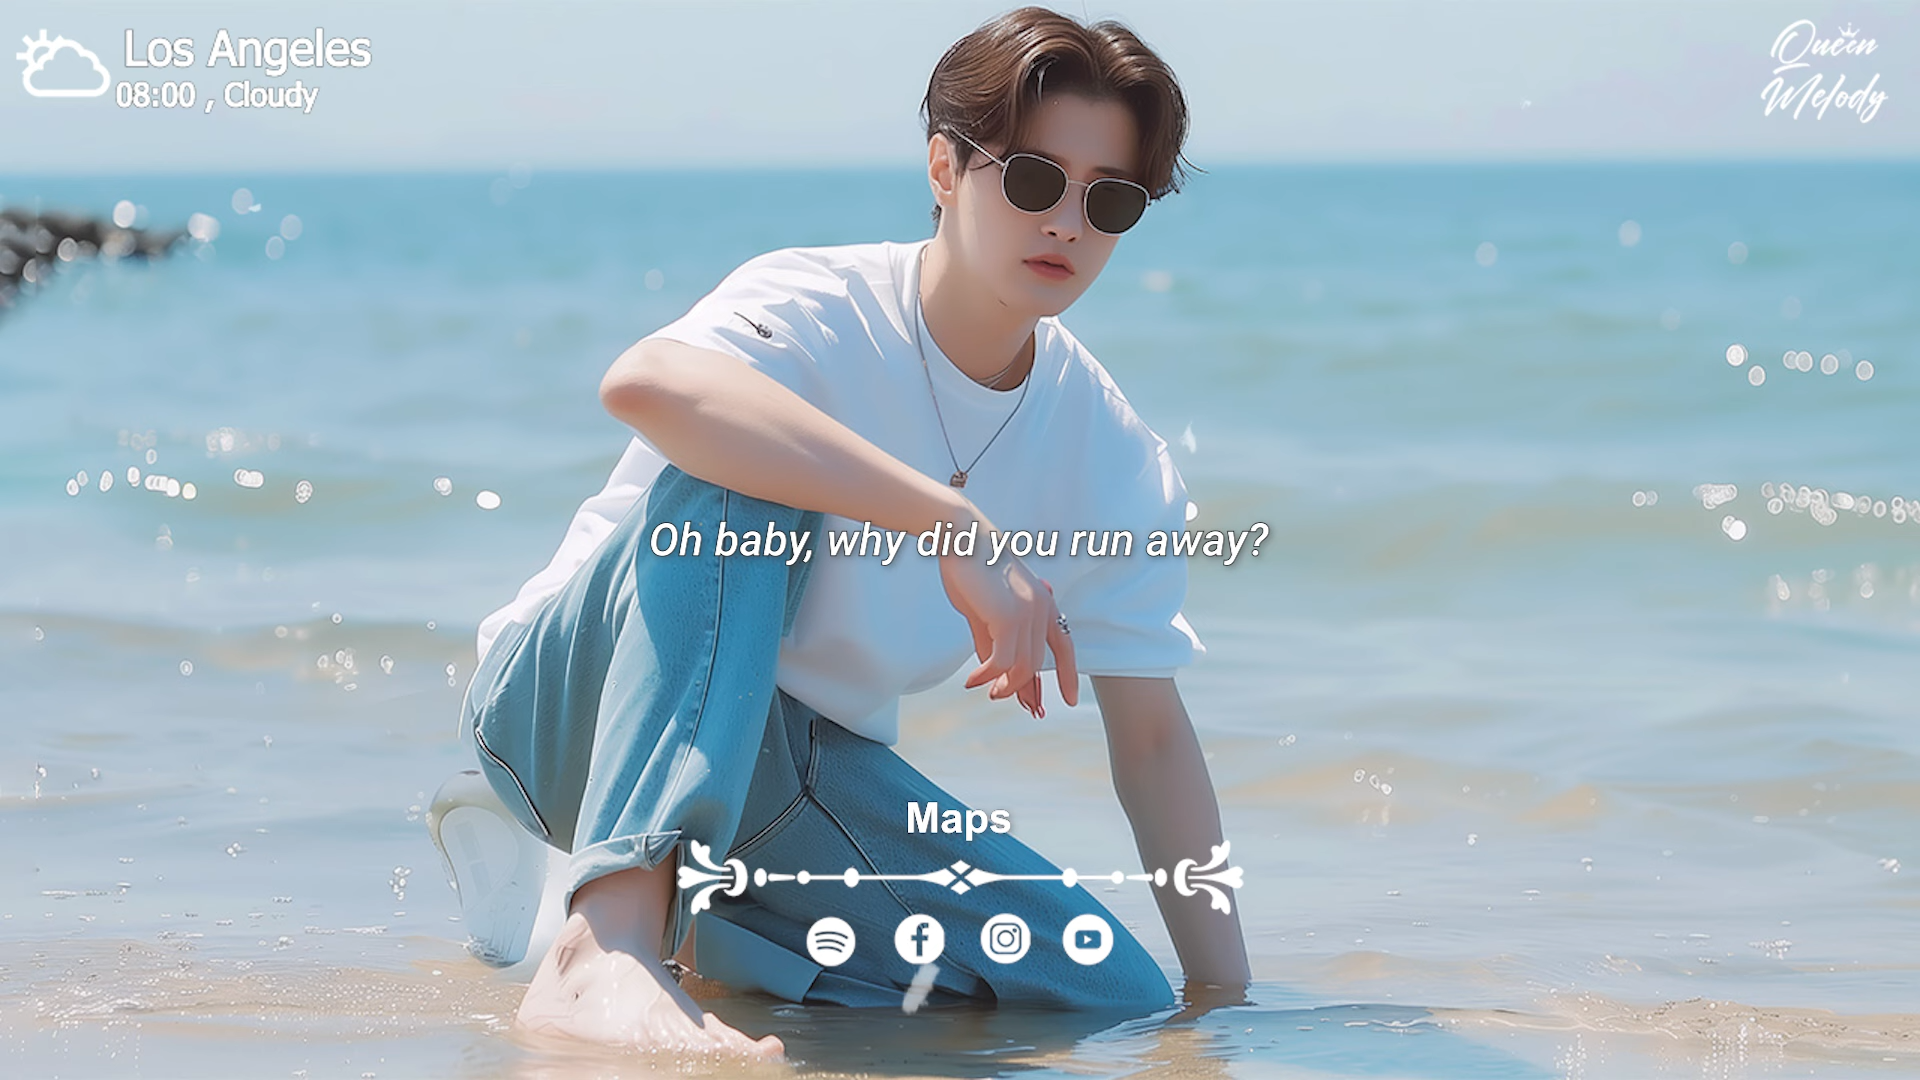 Los Angeles
08:00 , Cloudy
Queen
Melody
Oh baby, why did you run away?
Maps